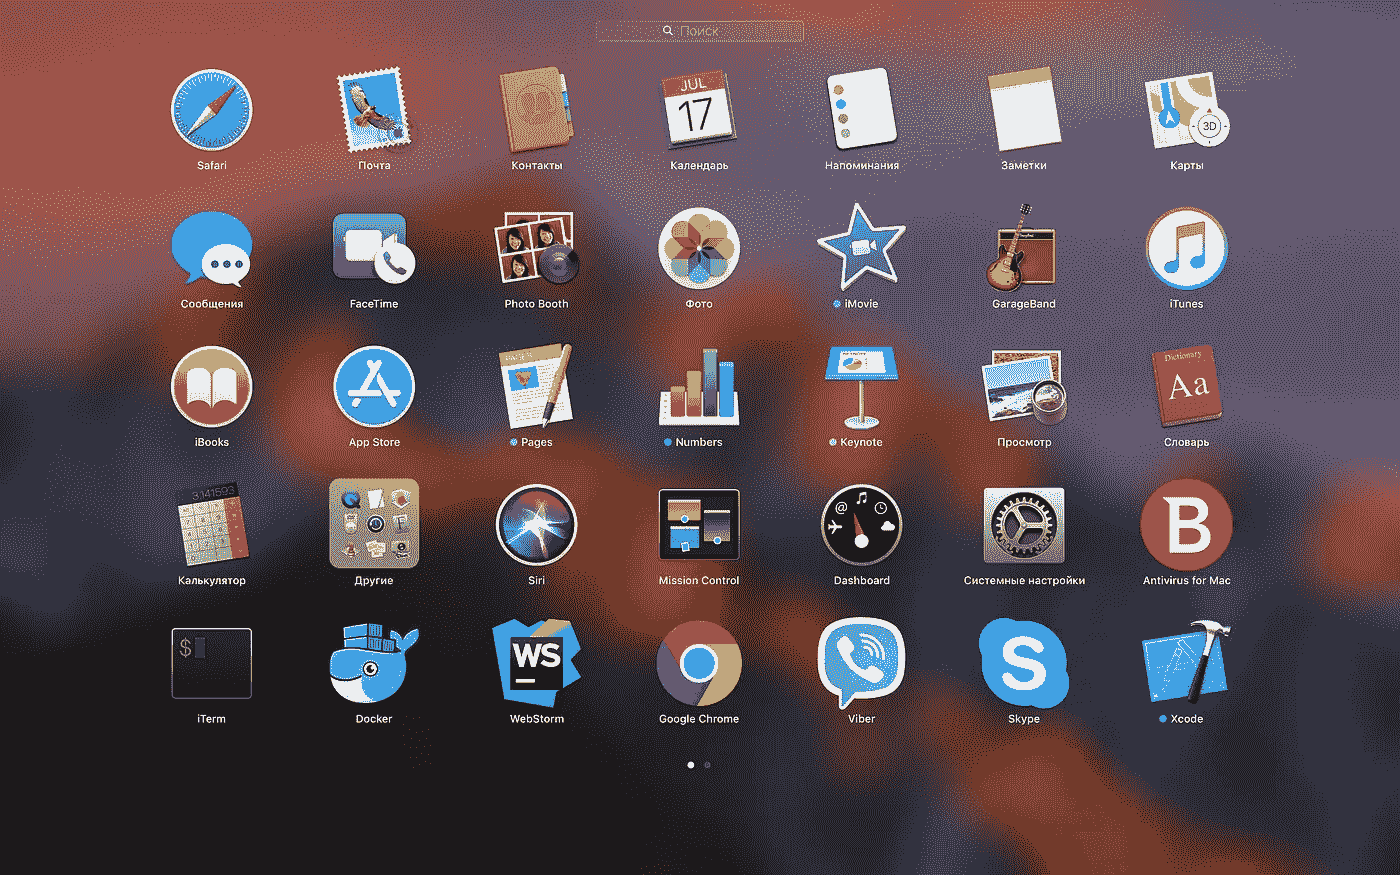 Поиск
JUL
17
3D
Safari
Почта
Контакты
Календарь
Напоминания
Заметки
Карты
Сообщения
FaceTime
Photo Booth
Фото
iMovie
GarageBand
iTunes
PAGES
Dictionary
Aa
iBooks
App Store
Pages
Numbers
Keynote
Просмотр
Словарь
3.141593
@
B
Калькулятор
Другие
Siri
Mission Control
Dashboard
Системные настройки
Antivirus for Mac
$
WS
S
iTerm
Docker
WebStorm
Google Chrome
Viber
Skype
Xcode